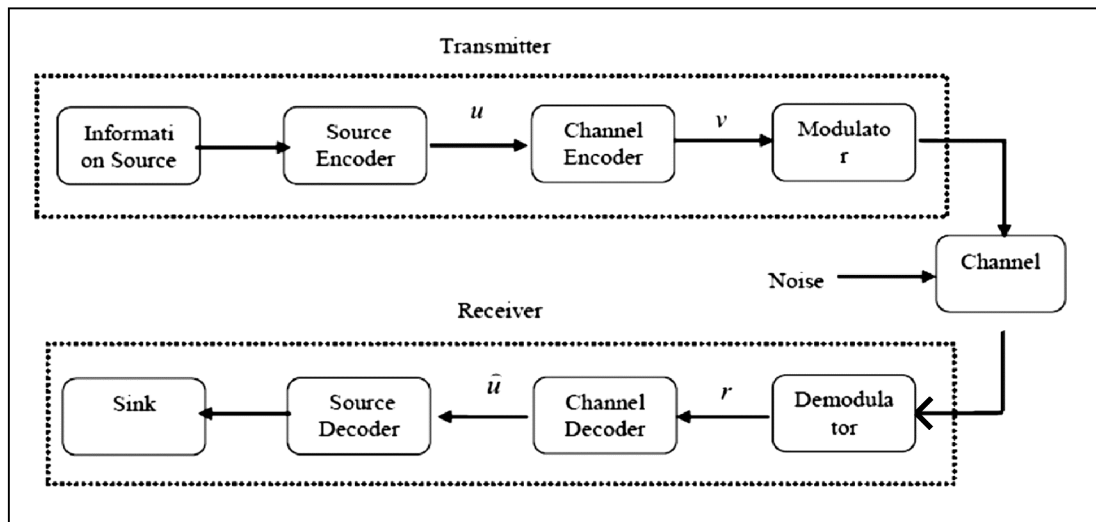 Transmitter
Informati
on Source
Source
Encoder
u
Channel
Encoder
v
Modulato
r
Noise
Channel
Receiver
Sink
Source
Decoder
û
Channel
Decoder
r
Demodula
tor